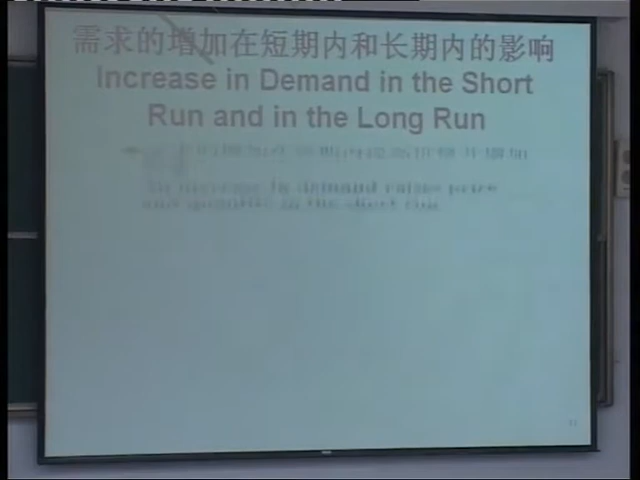 需求的增加在短期内和长期内的影响
Increase in Demand in the Short
Run and in the Long Run
An increase in demand raises price
and quantity in the short run